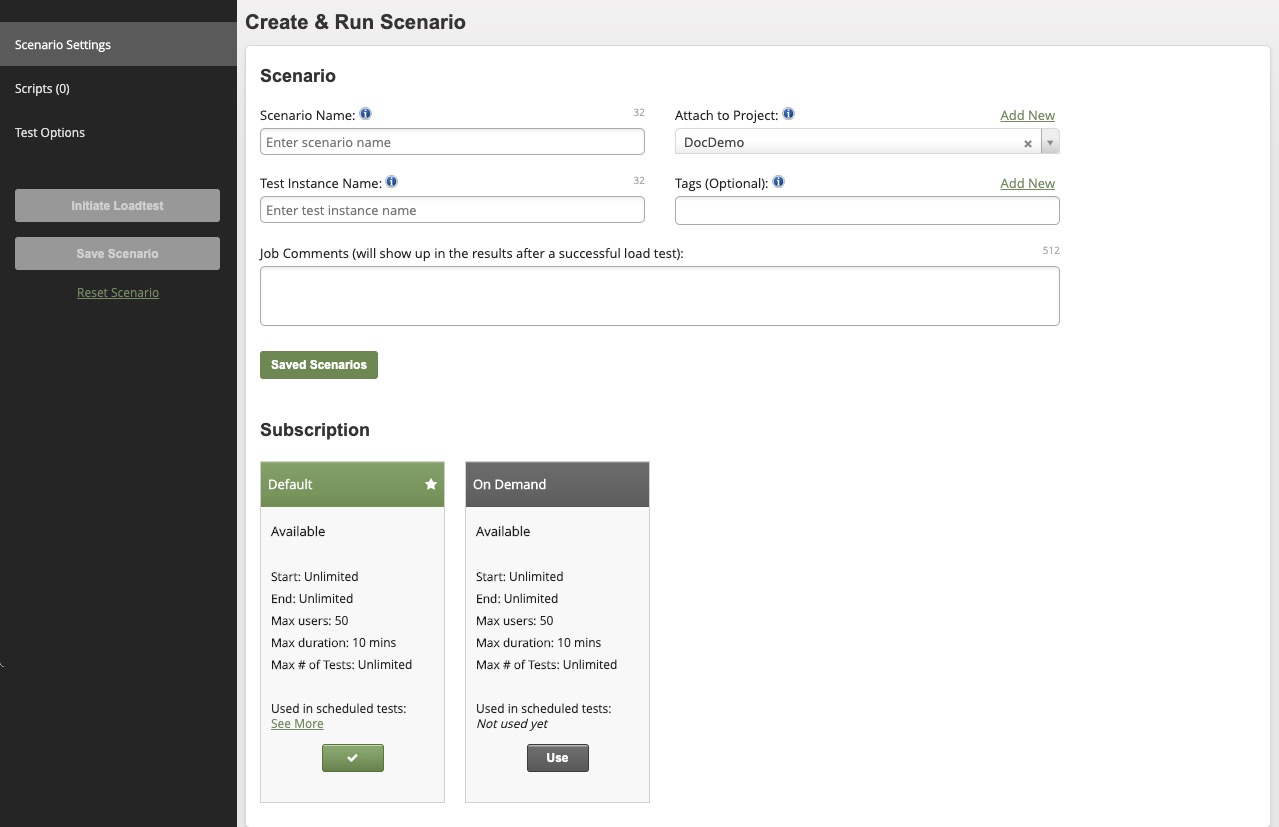 Scenario Settings
Scripts (0)
Test Options
Initiate Loadtest
Save Scenario
Reset Scenario
Create & Run Scenario
Scenario
Scenario Name:
32
Enter scenario name
Attach to Project:
Add New
DocDemo
Test Instance Name:
32
Enter test instance name
Tags (Optional):
Add New
Job Comments (will show up in the results after a successful load test):
512
Saved Scenarios
Subscription
Default
Available
Start: Unlimited
End: Unlimited
Max users: 50
Max duration: 10 mins
Max # of Tests: Unlimited
Used in scheduled tests:
See More
On Demand
Available
Start: Unlimited
End: Unlimited
Max users: 50
Max duration: 10 mins
Max # of Tests: Unlimited
Used in scheduled tests:
Not used yet
Use